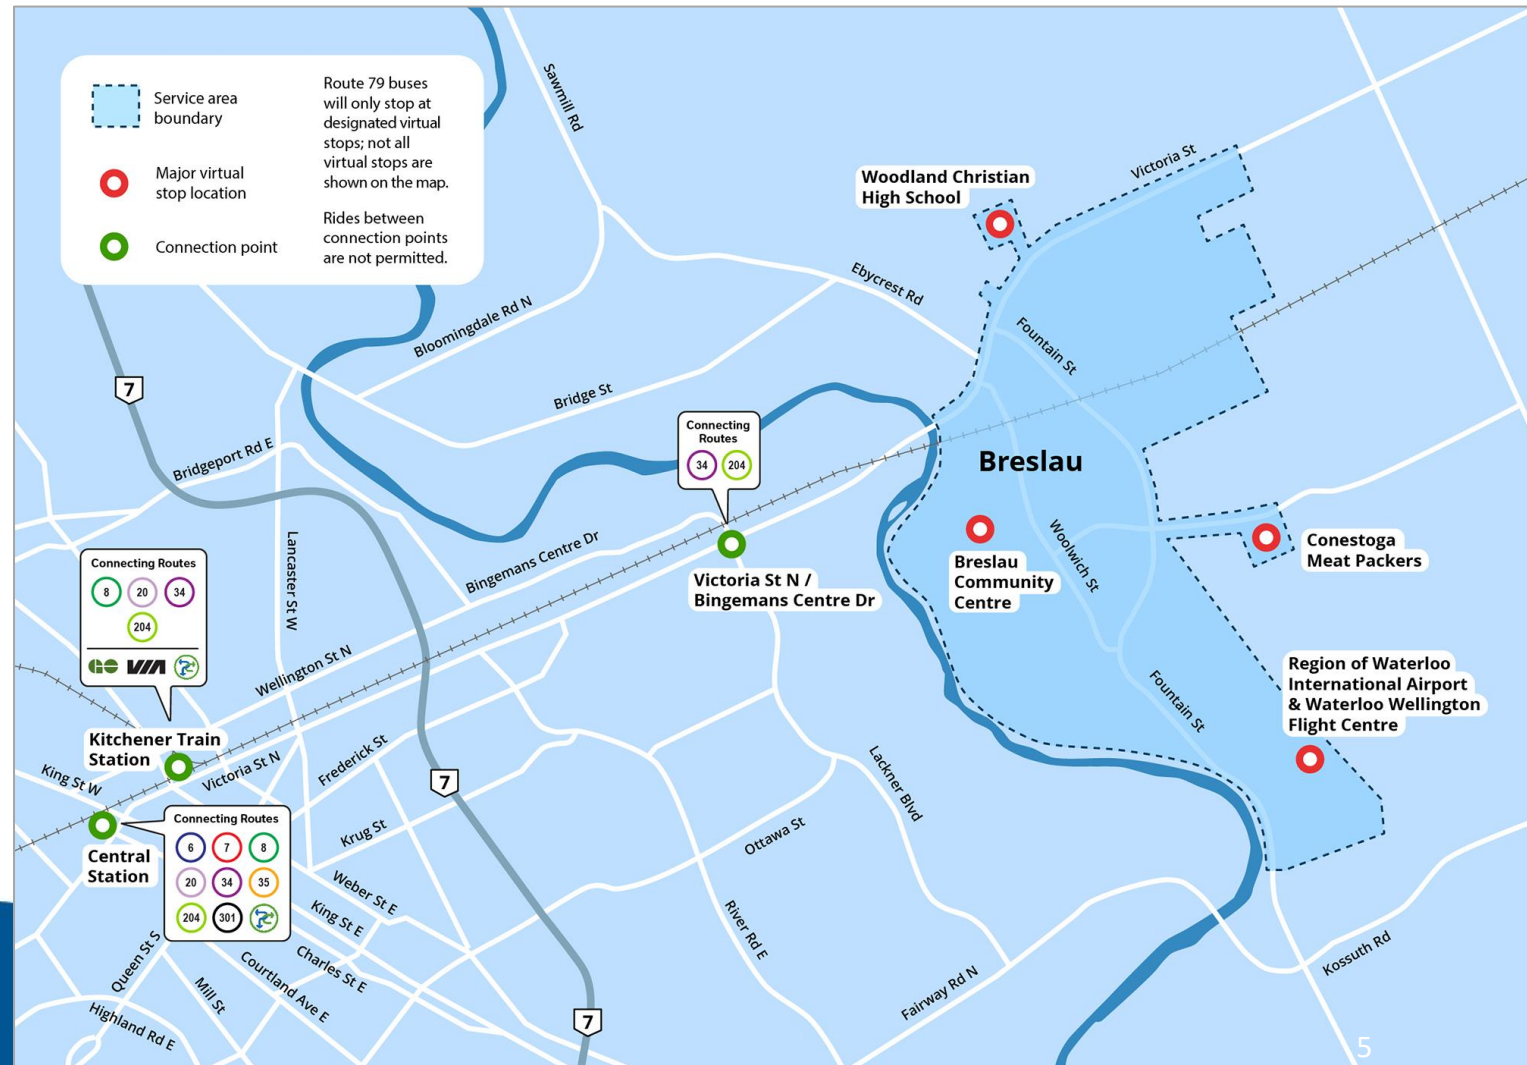 Service area
boundary
Major virtual
stop location
Connection point
Route 79 buses
will only stop at
designated virtual
stops; not all
virtual stops are
shown on the map.
Rides between
connection points
are not permitted.
Sawmill Rd
Victoria St
Woodland Christian
High School
Ebycrest Rd
Bloomingdale Rd N
Fountain St
7
Bridge St
Connecting
Routes
34 204
Bridgeport Rd E
Breslau
Lancaster St W
Bingemans Centre Dr
Woolwich St
Conestoga
Meat Packers
Breslau
Community
Centre
Victoria St N /
Bingemans Centre Dr
Connecting Routes
8 20 34
204
GO VIA
Wellington St N
Region of Waterloo
International Airport
& Waterloo Wellington
Flight Centre
Fountain St
Kitchener Train
Station
King St W
Victoria St N
Frederick St
7
Lackner Blvd
Connecting Routes
6 7 8
20 34 35
204 301
Central
Station
Krug St
Ottawa St
Weber St E
King St E
Charles St E
Courtland Ave E
Queen St S
Mill St
Highland Rd E
River Rd E
Fairway Rd N
Kossuth Rd
7
5